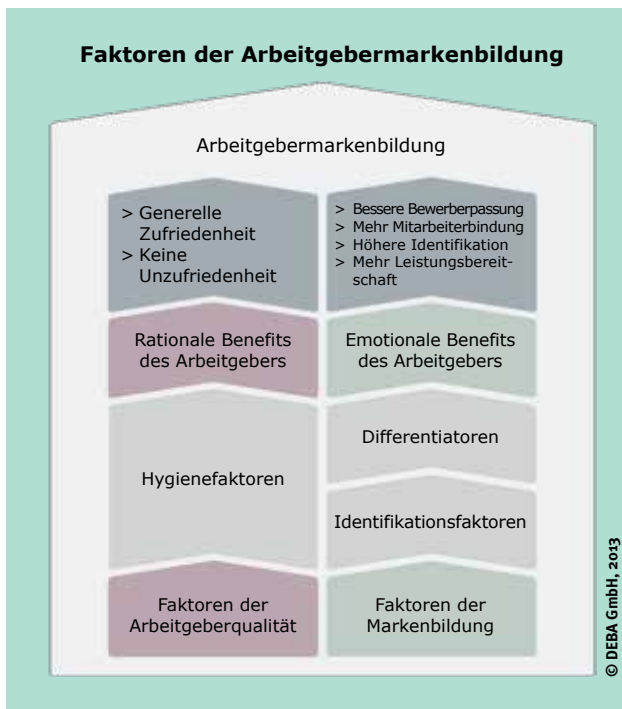 Faktoren der Arbeitgebermarkenbildung
Arbeitgebermarkenbildung
> Generelle
Zufriedenheit
> Keine
Unzufriedenheit
> Bessere Bewerberpassung
> Mehr Mitarbeiterbindung
> Höhere Identifikation
> Mehr Leistungsbereit-
schaft
Rationale Benefits
des Arbeitgebers
Emotionale Benefits
des Arbeitgebers
Hygienefaktoren
Differentiatoren
Identifikationsfaktoren
Faktoren der
Arbeitgeberqualität
Faktoren der
Markenbildung
© DEBA GmbH, 2013